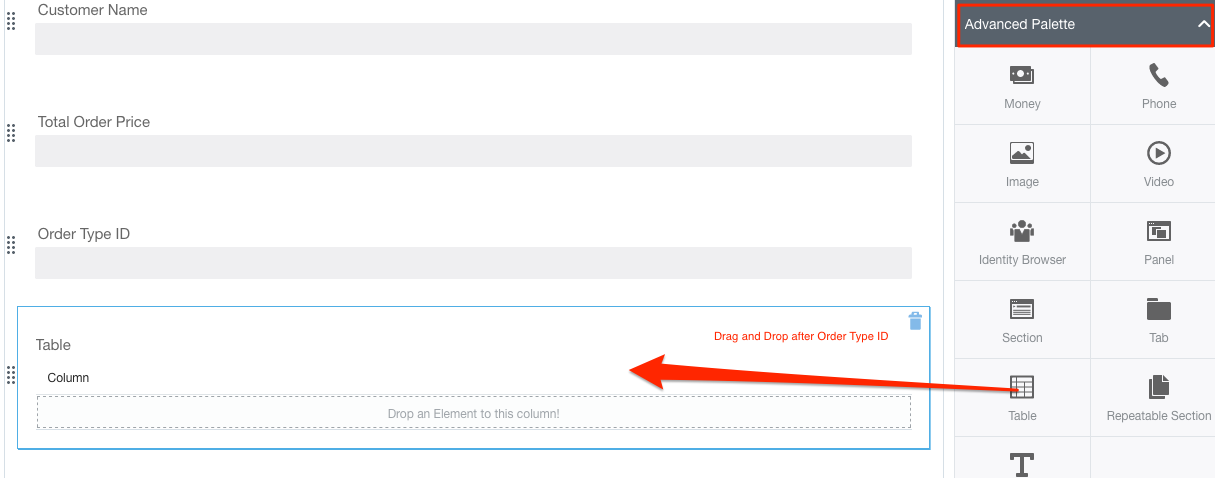 Customer Name
Total Order Price
Order Type ID
Drag and Drop after Order Type ID
Table
Column
Drop an Element to this column!
Advanced Palette
Money
Phone
Image
Video
Identity Browser
Panel
Section
Tab
Table
Repeatable Section